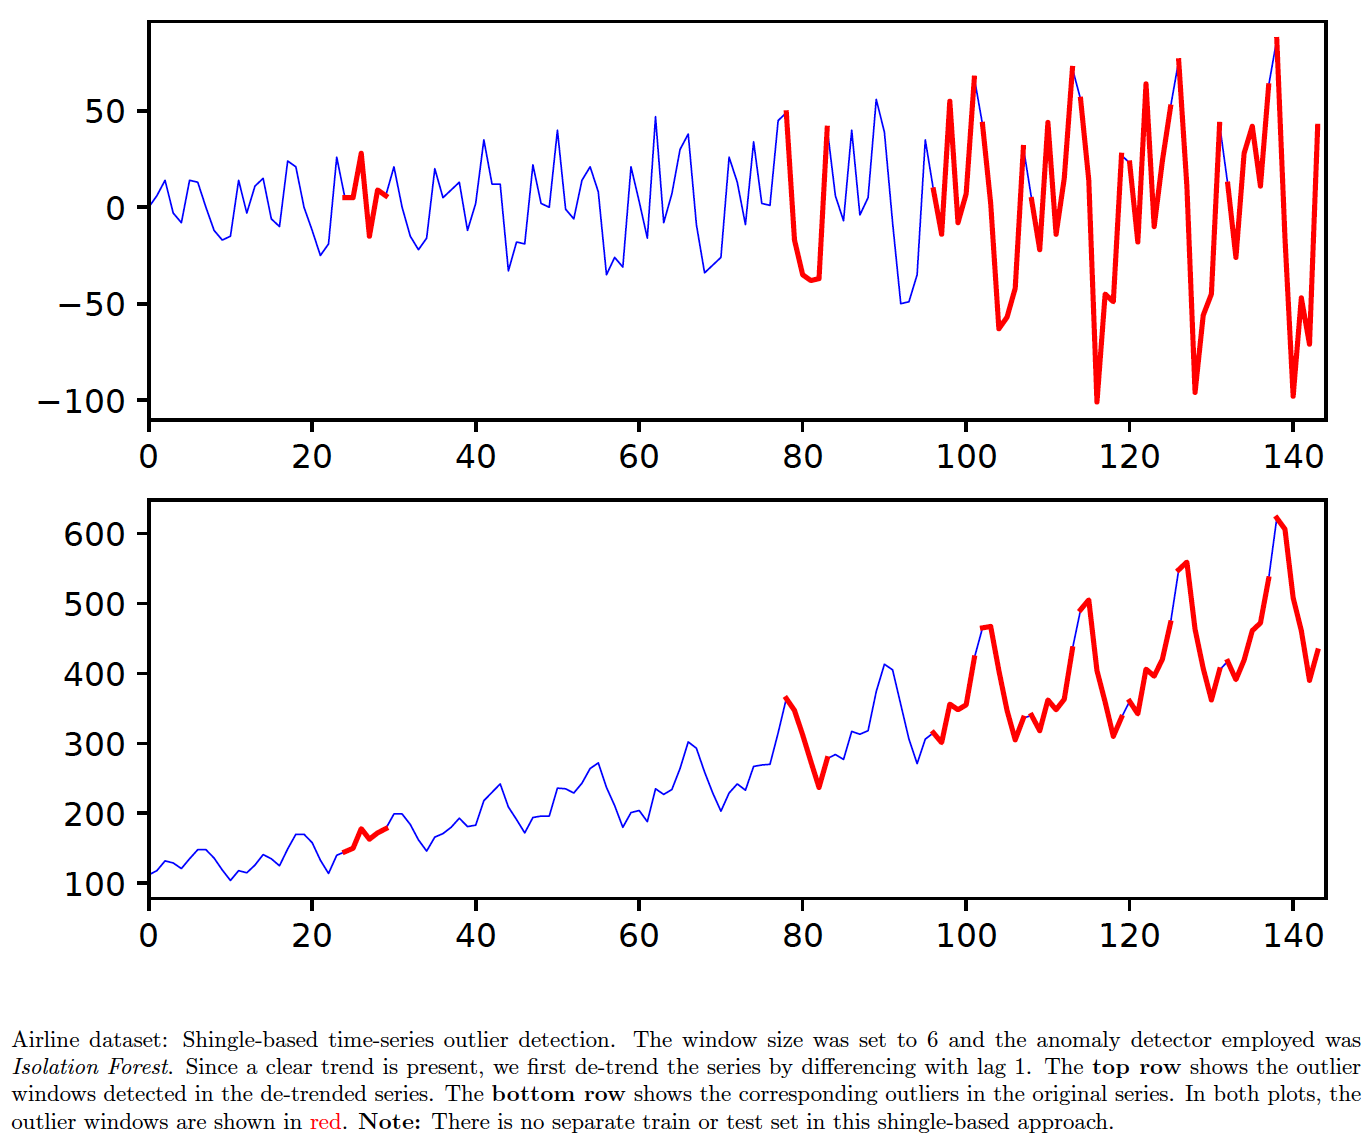 50
0
−50
−100
0 20 40 60 80 100 120 140
600
500
400
300
200
100
0 20 40 60 80 100 120 140
Airline dataset: Shingle-based time-series outlier detection. The window size was set to 6 and the anomaly detector employed was
Isolation Forest. Since a clear trend is present, we first de-trend the series by differencing with lag 1. The top row shows the outlier
windows detected in the de-trended series. The bottom row shows the corresponding outliers in the original series. In both plots, the
outlier windows are shown in red. Note: There is no separate train or test set in this shingle-based approach.